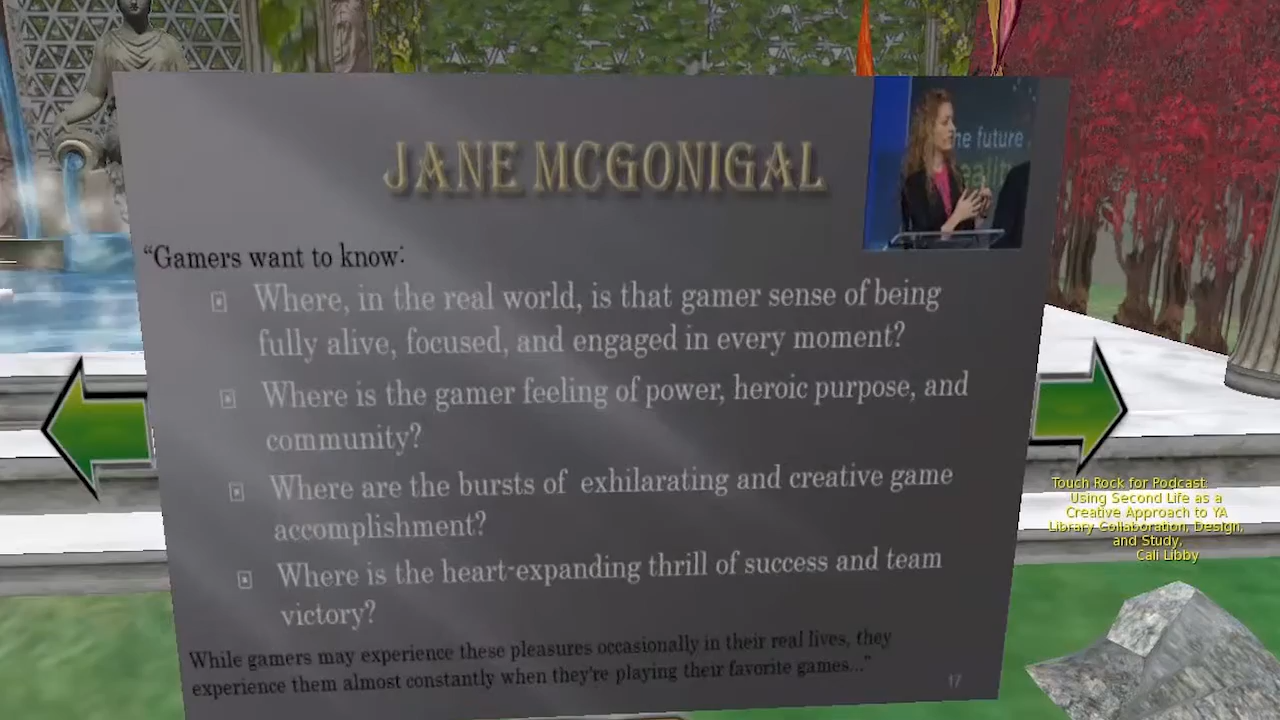 JANE MCGONIGAL
he future
“Gamers want to know:
Where, in the real world, is that gamer sense of being
fully alive, focused, and engaged in every moment?
Where is the gamer feeling of power, heroic purpose, and
community?
Where are the bursts of exhilarating and creative game
accomplishment?
Where is the heart-expanding thrill of success and team
victory?
While gamers may experience these pleasures occasionally in their real lives, they
experience them almost constantly when they're playing their favorite games...”
17
Touch Rock for Podcast:
Using Second Life as a
Creative Approach to YA
Library Collaboration, Design,
and Study,
Cali Libby